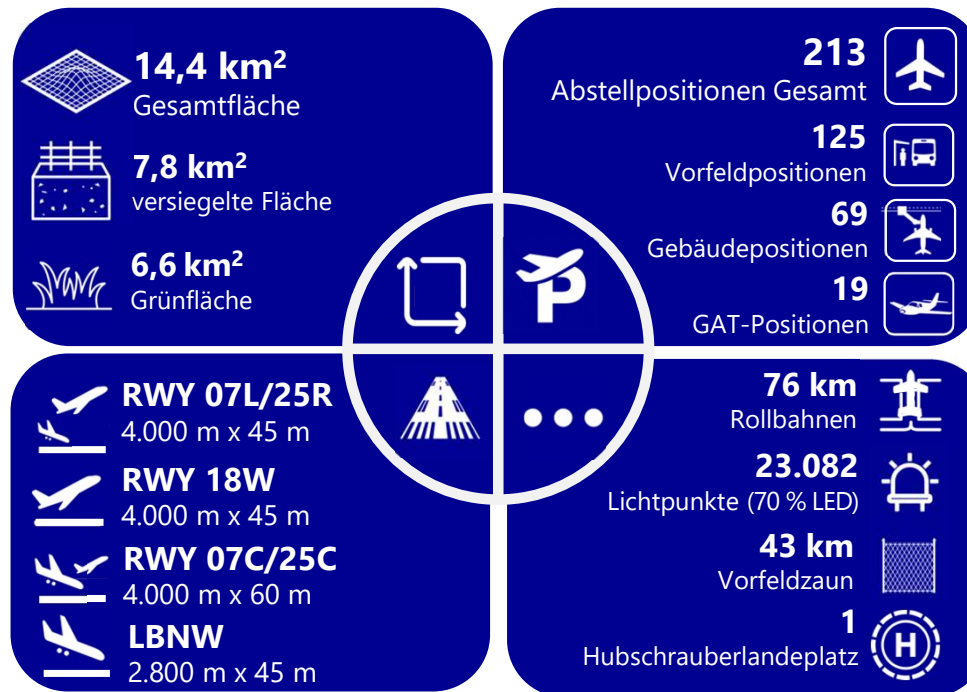 14,4 km²
Gesamtfläche
7,8 km²
versiegelte Fläche
6,6 km²
Grünfläche
213
Abstellpositionen Gesamt
125
Vorfeldpositionen
69
Gebäudepositionen
19
GAT-Positionen
P
RWY 07L/25R
4.000 m x 45 m
RWY 18W
4.000 m x 45 m
RWY 07C/25C
4.000 m x 60 m
LBNW
2.800 m x 45 m
76 km
Rollbahnen
23.082
Lichtpunkte (70 % LED)
43 km
Vorfeldzaun
1
Hubschrauberlandeplatz
H